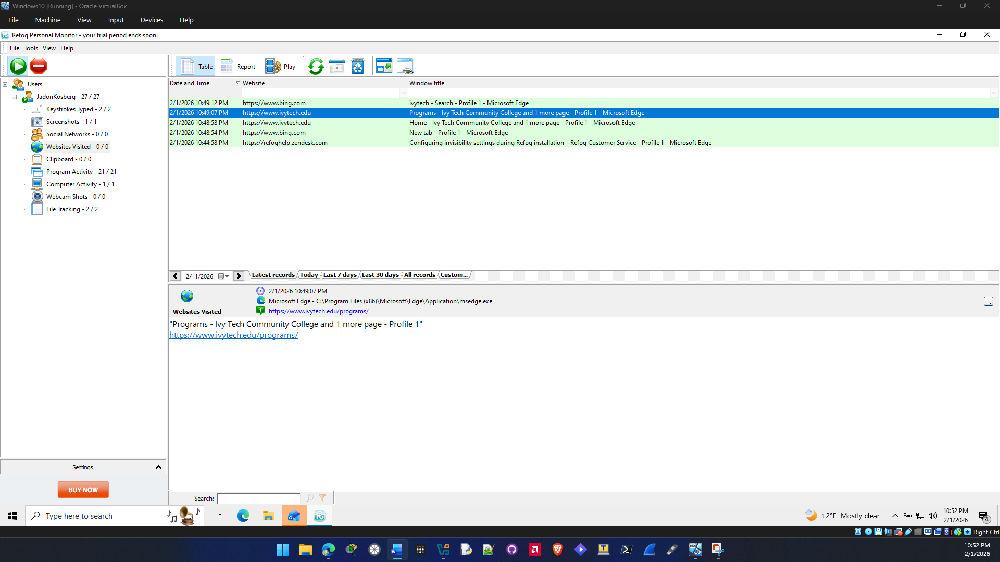 Windows10 [Running] - Oracle VirtualBox
File Machine View Input Devices Help
Refog Personal Monitor - your trial period ends soon!
File Tools View Help
Table Report Play
Users
JadonKosberg - 27 / 27
Keystrokes Typed - 2 / 2
Screenshots - 1 / 1
Social Networks - 0 / 0
Websites Visited - 0 / 0
Clipboard - 0 / 0
Program Activity - 21 / 21
Computer Activity - 1 / 1
Webcam Shots - 0 / 0
File Tracking - 2 / 2
Date and Time Website Window title
2/1/2026 10:49:12 PM https://www.bing.com ivytech - Search - Profile 1 - Microsoft Edge
2/1/2026 10:49:07 PM https://www.ivytech.edu Programs - Ivy Tech Community College and 1 more page - Profile 1 - Microsoft Edge
2/1/2026 10:48:58 PM https://www.ivytech.edu Home - Ivy Tech Community College and 1 more page - Profile 1 - Microsoft Edge
2/1/2026 10:48:54 PM https://www.bing.com New tab - Profile 1 - Microsoft Edge
2/1/2026 10:44:58 PM https://refoghelp.zendesk.com Configuring invisibility settings during Refog installation – Refog Customer Service - Profile 1 - Microsoft Edge
2/ 1/2026 Latest records Today Last 7 days Last 30 days All records Custom...
2/1/2026 10:49:07 PM
Microsoft Edge - C:\Program Files (x86)\Microsoft\Edge\Application\msedge.exe
...
Websites Visited https://www.ivytech.edu/programs/
"Programs - Ivy Tech Community College and 1 more page - Profile 1"
https://www.ivytech.edu/programs/
Settings
BUY NOW
Search:
Type here to search
12°F Mostly clear
10:52 PM
2/1/2026
4
Right Ctrl
10:52 PM
2/1/2026